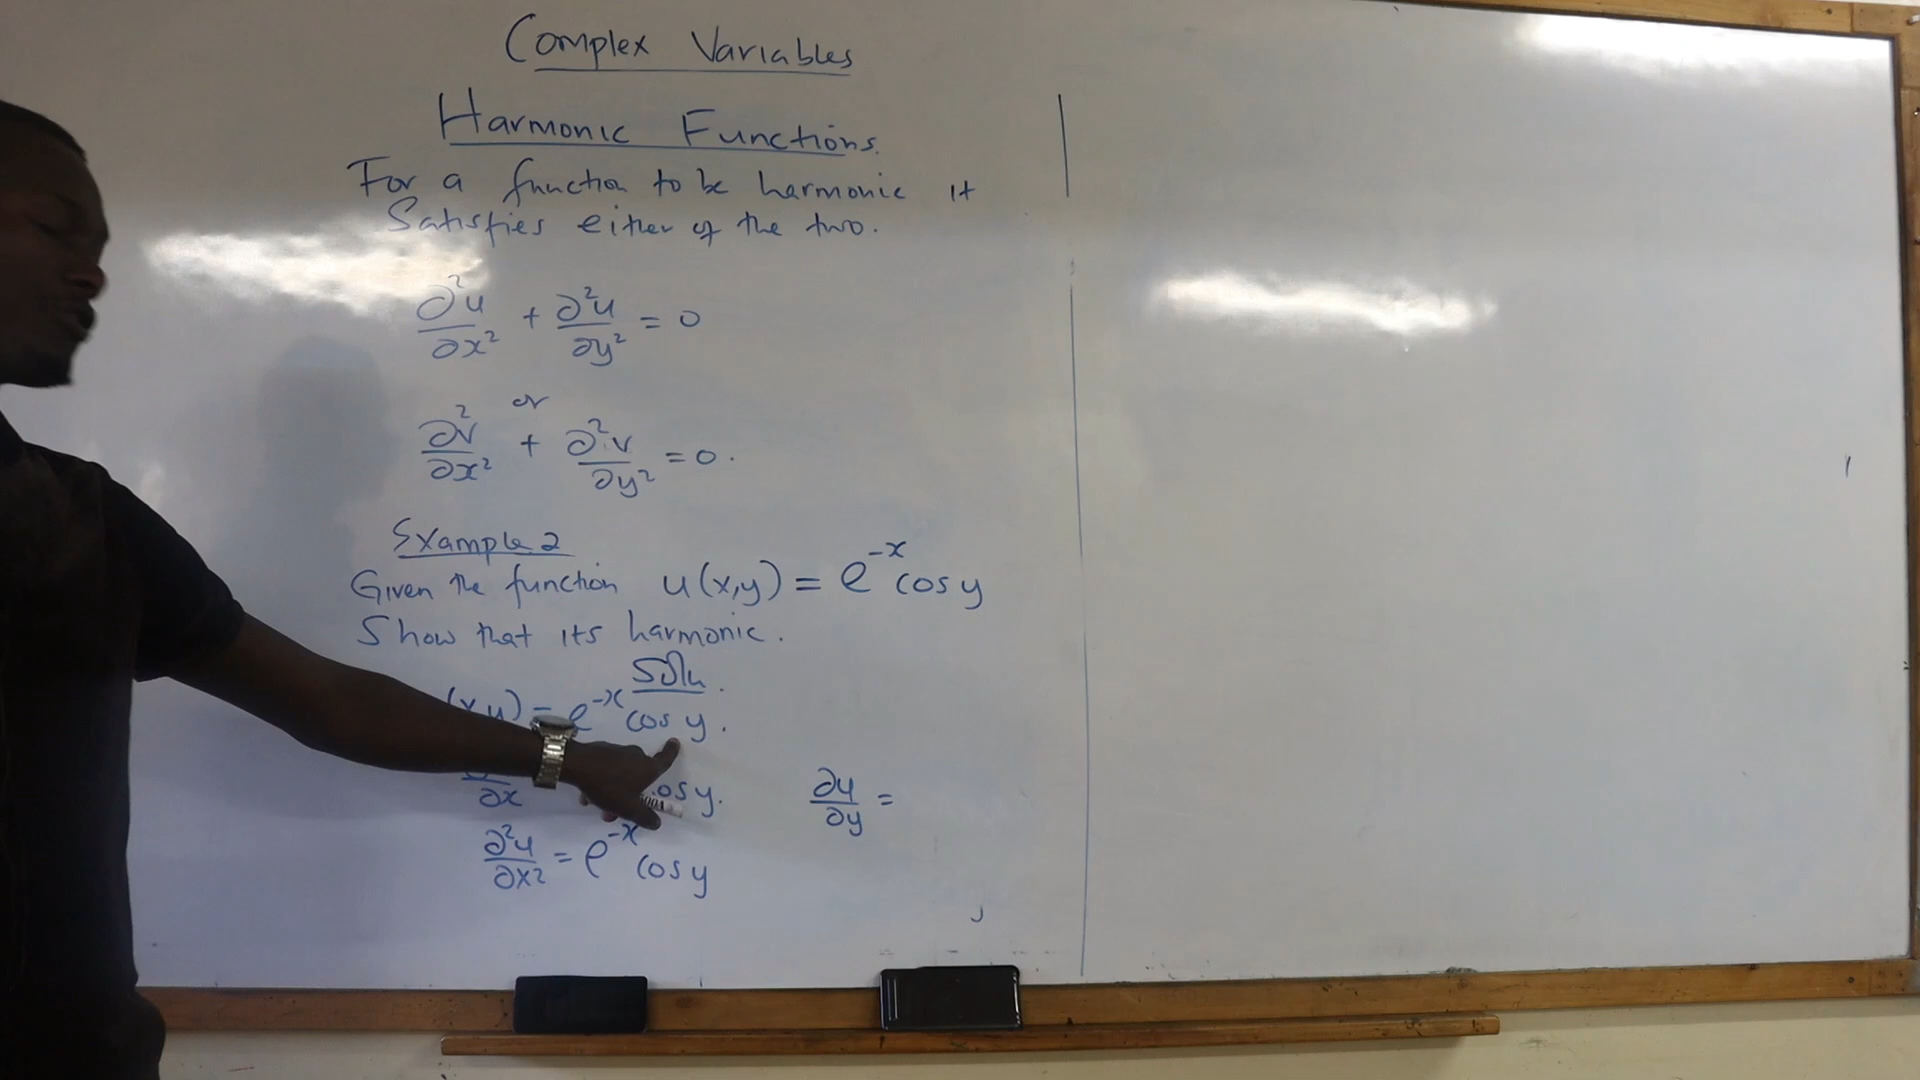 Complex Variables
Harmonic Functions.
For a function to be harmonic it
Satisfies either of the two.
∂²u/∂x² + ∂²u/∂y² = 0
or
∂²v/∂x² + ∂²v/∂y² = 0.
Example 2
Given the function u(x,y) = e^-x cos y
Show that its harmonic.
Soln.
(x,y) = e^-x cos y.
∂x cos y. ∂u/∂y =
∂²u/∂x² = e^-x cos y